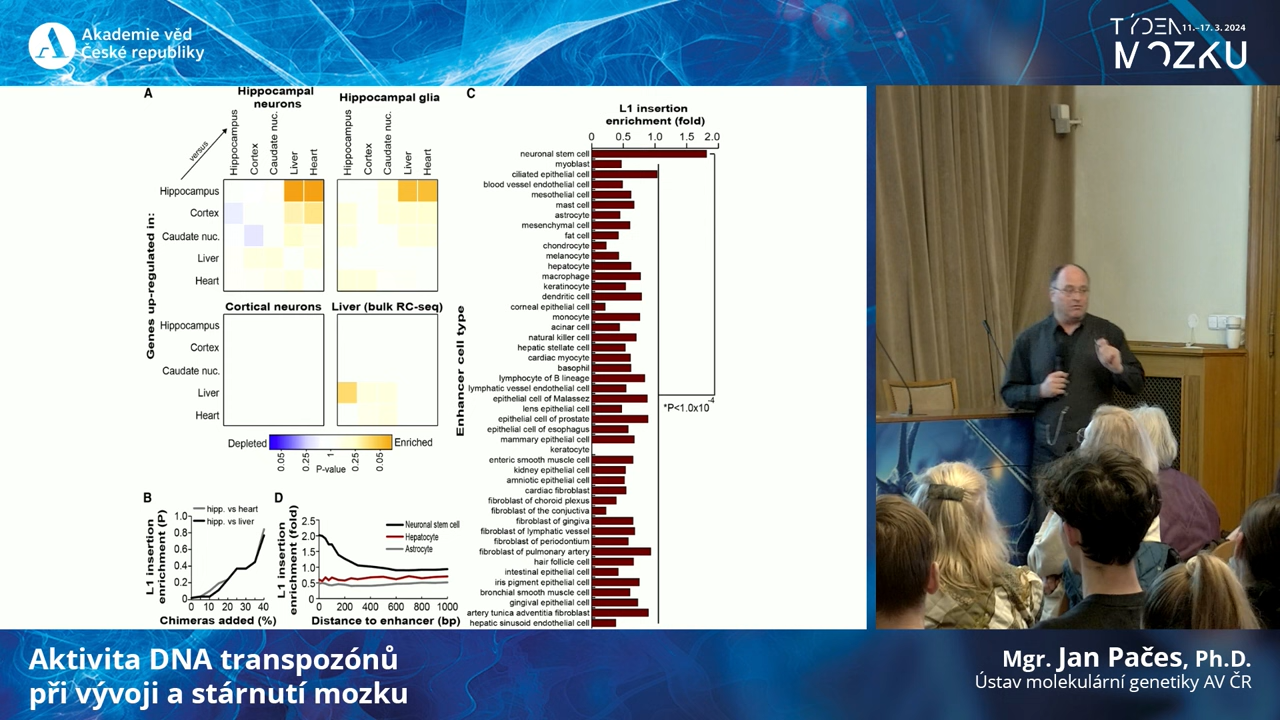 Akademie věd
České republiky
TÝDEN 11.–17. 3. 2024
MOZKU
A
Hippocampal
neurons
Hippocampal glia
versus
Hippocampus
Cortex
Caudate nuc.
Liver
Heart
Hippocampus
Cortex
Caudate nuc.
Liver
Heart
Genes up-regulated in:
Hippocampus
Cortex
Caudate nuc.
Liver
Heart
Cortical neurons
Liver (bulk RC-seq)
Hippocampus
Cortex
Caudate nuc.
Liver
Heart
Depleted
Enriched
0.05
0.25
1
0.25
0.05
P-value
B
hipp. vs heart
hipp. vs liver
L1 insertion
enrichment (P)
1.0
0.8
0.6
0.4
0.2
0
0 10 20 30 40
Chimeras added (%)
D
Neuronal stem cell
Hepatocyte
Astrocyte
L1 insertion
enrichment (fold)
2.5
2.0
1.5
1.0
0.5
0
0 200 400 600 800 1000
Distance to enhancer (bp)
C
L1 insertion
enrichment (fold)
0 0.5 1.0 1.5 2.0
Enhancer cell type
neuronal stem cell
myoblast
ciliated epithelial cell
blood vessel endothelial cell
mesothelial cell
mast cell
astrocyte
mesenchymal cell
fat cell
chondrocyte
melanocyte
hepatocyte
macrophage
keratinocyte
dendritic cell
corneal epithelial cell
monocyte
acinar cell
natural killer cell
hepatic stellate cell
cardiac myocyte
basophil
lymphocyte of B lineage
lymphatic vessel endothelial cell
epithelial cell of Malassez
lens epithelial cell
epithelial cell of prostate
epithelial cell of esophagus
mammary epithelial cell
keratocyte
enteric smooth muscle cell
kidney epithelial cell
amniotic epithelial cell
cardiac fibroblast
fibroblast of choroid plexus
fibroblast of the conjuctiva
fibroblast of gingiva
fibroblast of lymphatic vessel
fibroblast of periodontium
fibroblast of pulmonary artery
hair follicle cell
intestinal epithelial cell
iris pigment epithelial cell
bronchial smooth muscle cell
gingival epithelial cell
artery tunica adventitia fibroblast
hepatic sinusoid endothelial cell
*P<1.0x10-4
Aktivita DNA transpozónů
při vývoji a stárnutí mozku
Mgr. Jan Pačes, Ph.D.
Ústav molekulární genetiky AV ČR